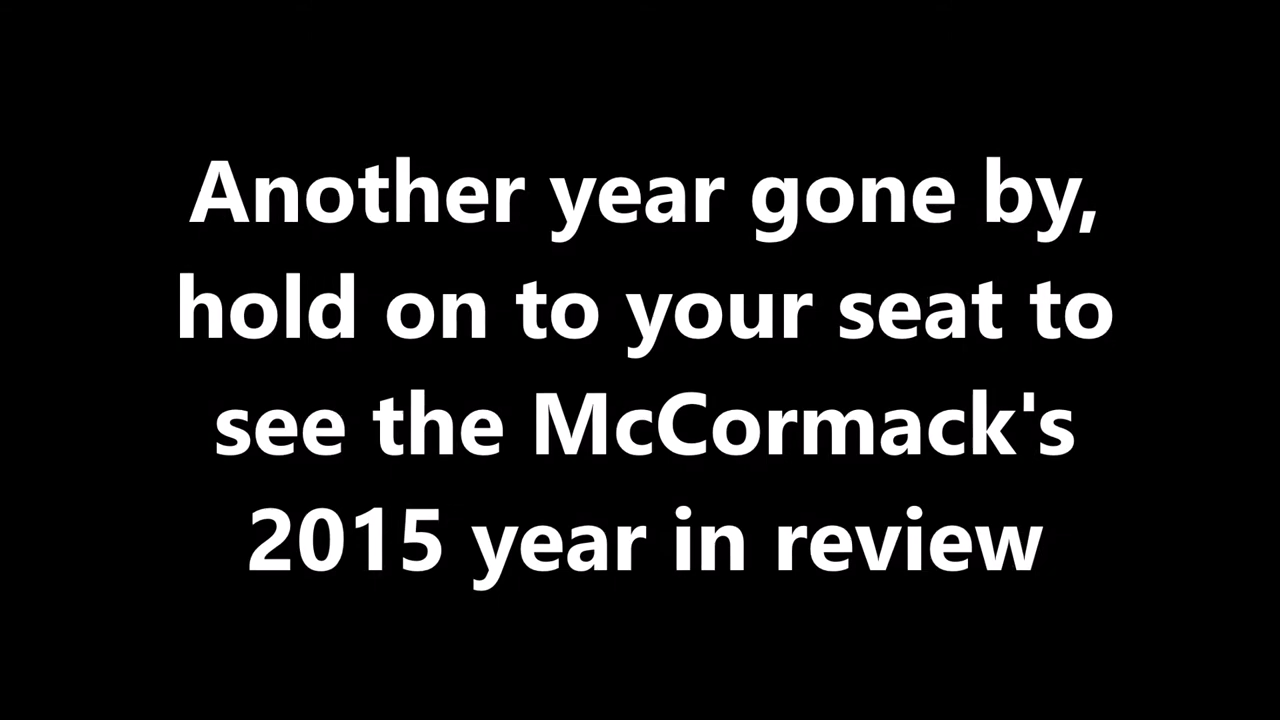 Another year gone by,
hold on to your seat to
see the McCormack's
2015 year in review